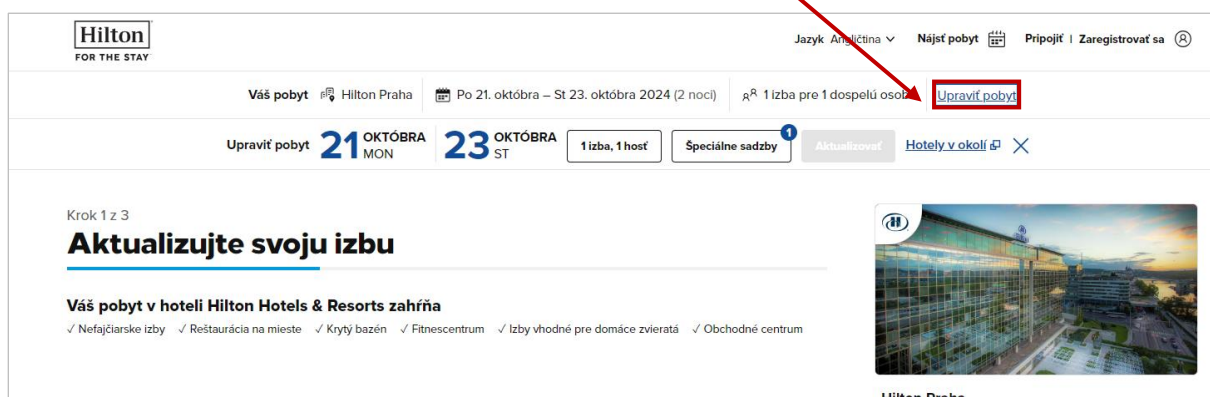 Hilton
FOR THE STAY
Jazyk Angličtina Nájsť pobyt Pripojiť | Zaregistrovať sa
Váš pobyt Hilton Praha Po 21. októbra – St 23. októbra 2024 (2 noci) 1 izba pre 1 dospelú Upraviť pobyt
Upraviť pobyt 21 OKTÓBRA MON 23 OKTÓBRA ST 1 izba, 1 hosť Špeciálne sadzby 1 Aktualizovať Hotely v okolí
Krok 1 z 3
Aktualizujte svoju izbu
Váš pobyt v hoteli Hilton Hotels & Resorts zahŕňa
✓ Nefajčiarske izby ✓ Reštaurácia na mieste ✓ Krytý bazén ✓ Fitnescentrum ✓ Izby vhodné pre domáce zvieratá ✓ Obchodné centrum
Hilton Praha